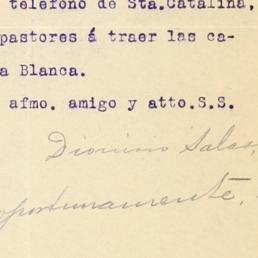 teléfono de Sta.Catalina,
pastores á traer las ca-
a Blanca.
afmo. amigo y atto.S.S.
Dionisio Salas,
oportunamente,